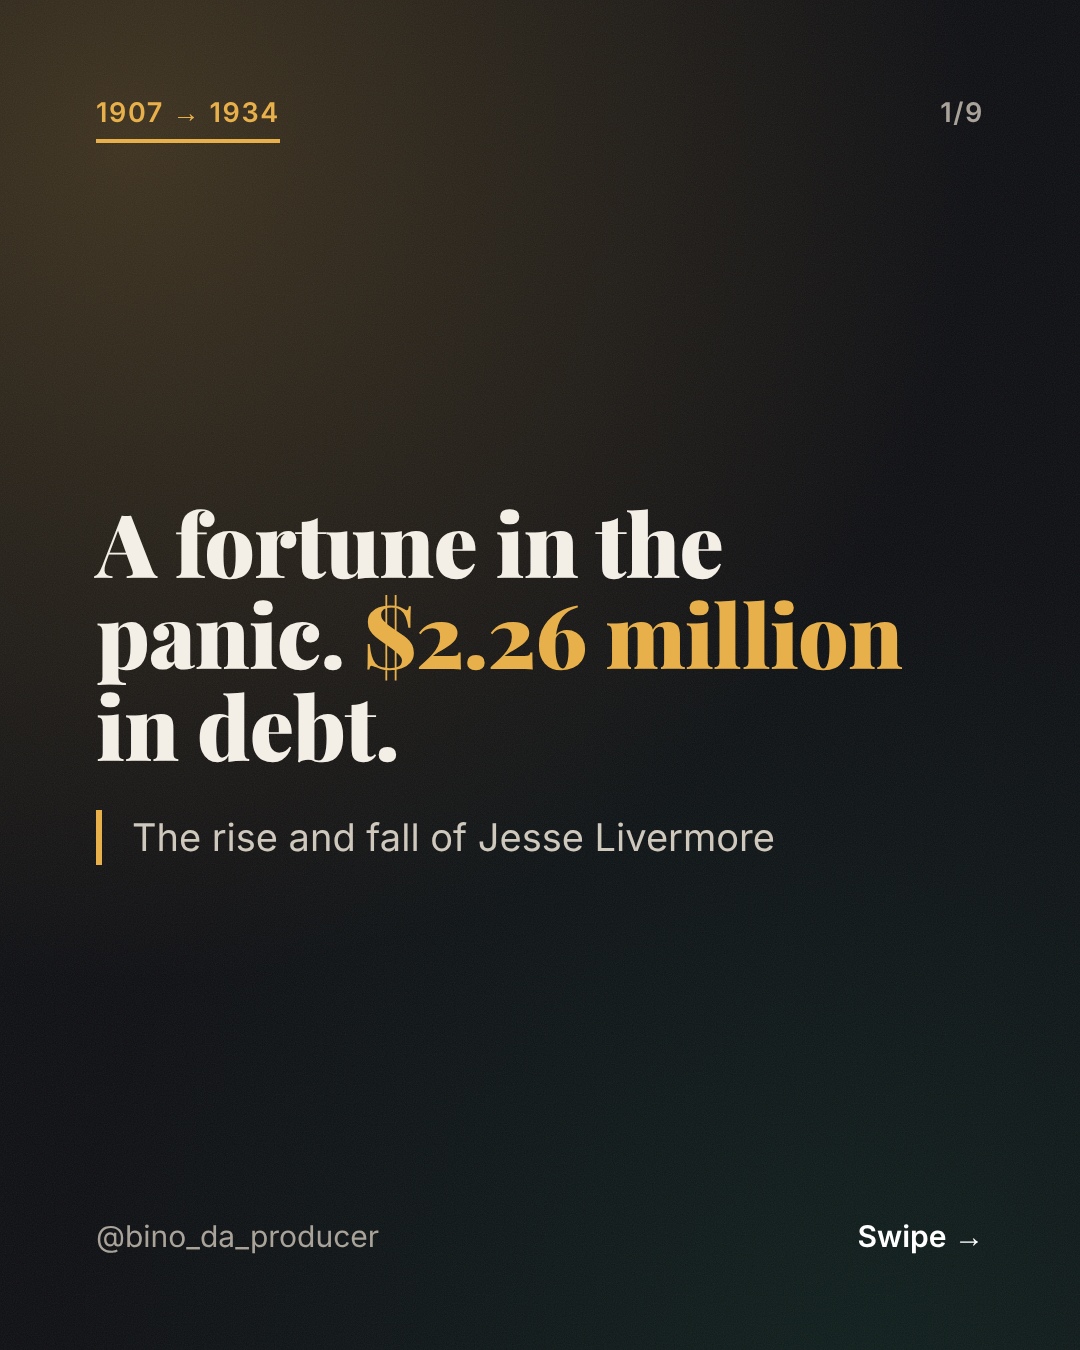 1907 → 1934
1/9
A fortune in the
panic. $2.26 million
in debt.
The rise and fall of Jesse Livermore
@bino_da_producer
Swipe →